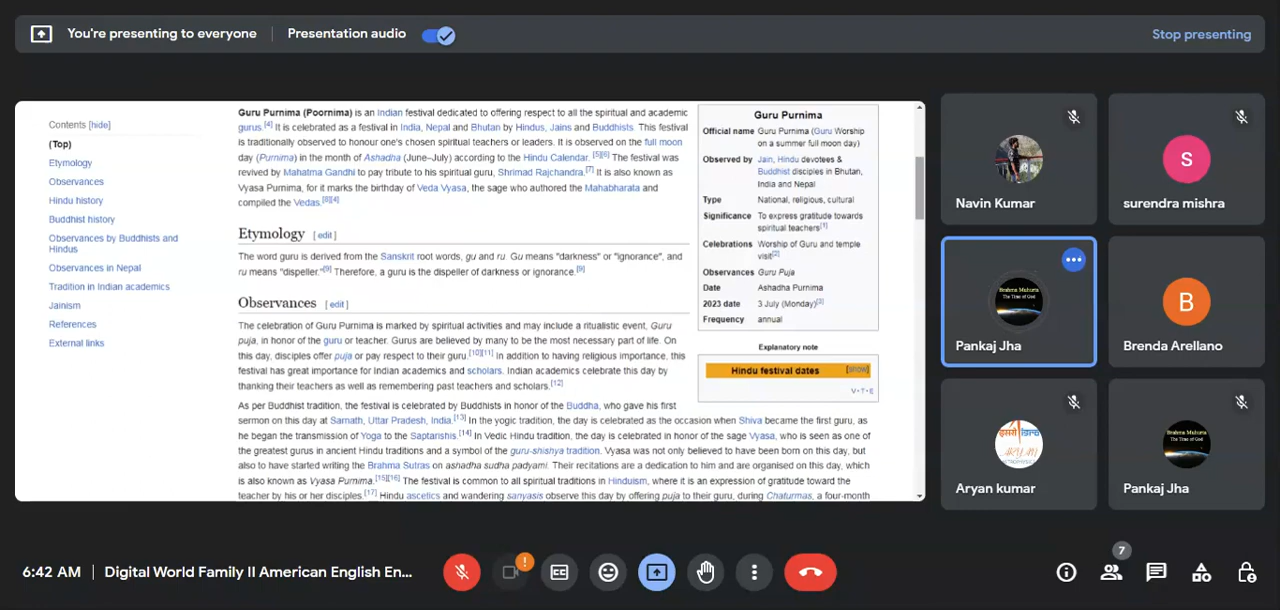 You're presenting to everyone
Presentation audio
Stop presenting
Contents [hide]
(Top)
Etymology
Observances
Hindu history
Buddhist history
Observances by Buddhists and
Hindus
Observances in Nepal
Tradition in Indian academics
Jainism
References
External links
Guru Purnima (Poornima) is an Indian festival dedicated to offering respect to all the spiritual and academic
gurus.[4] It is celebrated as a festival in India, Nepal and Bhutan by Hindus, Jains and Buddhists. This festival
is traditionally observed to honour one's chosen spiritual teachers or leaders. It is observed on the full moon
day (Purnima) in the month of Ashadha (June–July) according to the Hindu Calendar. [5][6] The festival was
revived by Mahatma Gandhi to pay tribute to his spiritual guru, Shrimad Rajchandra.[7] It is also known as
Vyasa Purnima, for it marks the birthday of Veda Vyasa, the sage who authored the Mahabharata and
compiled the Vedas.[8][4]
Etymology [ edit ]
The word guru is derived from the Sanskrit root words, gu and ru. Gu means "darkness" or "ignorance", and
ru means "dispeller."[9] Therefore, a guru is the dispeller of darkness or ignorance.[9]
Observances [ edit ]
The celebration of Guru Purnima is marked by spiritual activities and may include a ritualistic event, Guru
puja, in honor of the guru or teacher. Gurus are believed by many to be the most necessary part of life. On
this day, disciples offer puja or pay respect to their guru.[10][11] In addition to having religious importance, this
festival has great importance for Indian academics and scholars. Indian academics celebrate this day by
thanking their teachers as well as remembering past teachers and scholars.[12]
As per Buddhist tradition, the festival is celebrated by Buddhists in honor of the Buddha, who gave his first
sermon on this day at Sarnath, Uttar Pradesh, India.[13] In the yogic tradition, the day is celebrated as the occasion when Shiva became the first guru, as
he began the transmission of Yoga to the Saptarishis.[14] In Vedic Hindu tradition, the day is celebrated in honor of the sage Vyasa, who is seen as one of
the greatest gurus in ancient Hindu traditions and a symbol of the guru-shishya tradition. Vyasa was not only believed to have been born on this day, but
also to have started writing the Brahma Sutras on ashadha sudha padyami. Their recitations are a dedication to him and are organised on this day, which
is also known as Vyasa Purnima.[15][16] The festival is common to all spiritual traditions in Hinduism, where it is an expression of gratitude toward the
teacher by his or her disciples.[17] Hindu ascetics and wandering sanyasis observe this day by offering puja to their guru, during Chaturmas, a four-month
Guru Purnima
Official name Guru Purnima (Guru Worship
on a summer full moon day)
Observed by Jain, Hindu devotees &
Buddhist disciples in Bhutan,
India and Nepal
Type National, religious, cultural
Significance To express gratitude towards
spiritual teachers[1]
Celebrations Worship of Guru and temple
visit[2]
Observances Guru Puja
Date Ashadha Purnima
2023 date 3 July (Monday)[3]
Frequency annual
Explanatory note
Hindu festival dates [show]
V • T • E
Navin Kumar
S
surendra mishra
Brahma Muhurta
The Time of God
Pankaj Jha
B
Brenda Arellano
ARYAN
Aryan kumar
Brahma Muhurta
The Time of God
Pankaj Jha
6:42 AM | Digital World Family II American English En...
!
CC
7